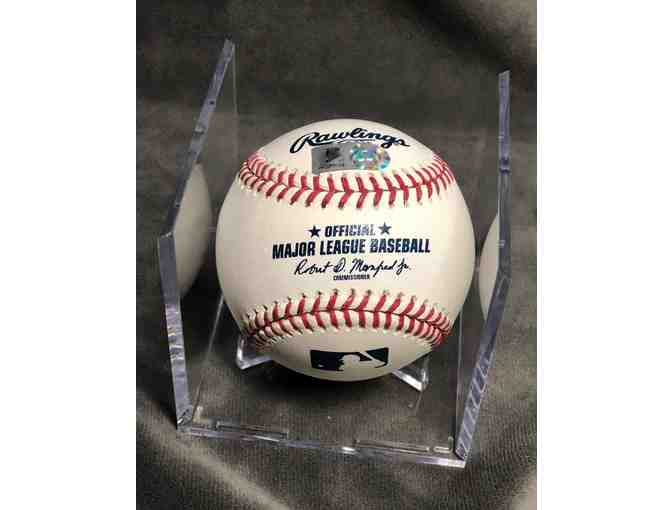 Rawlings
★ OFFICIAL ★
MAJOR LEAGUE BASEBALL
Robert D. Manfred Jr.
COMMISSIONER